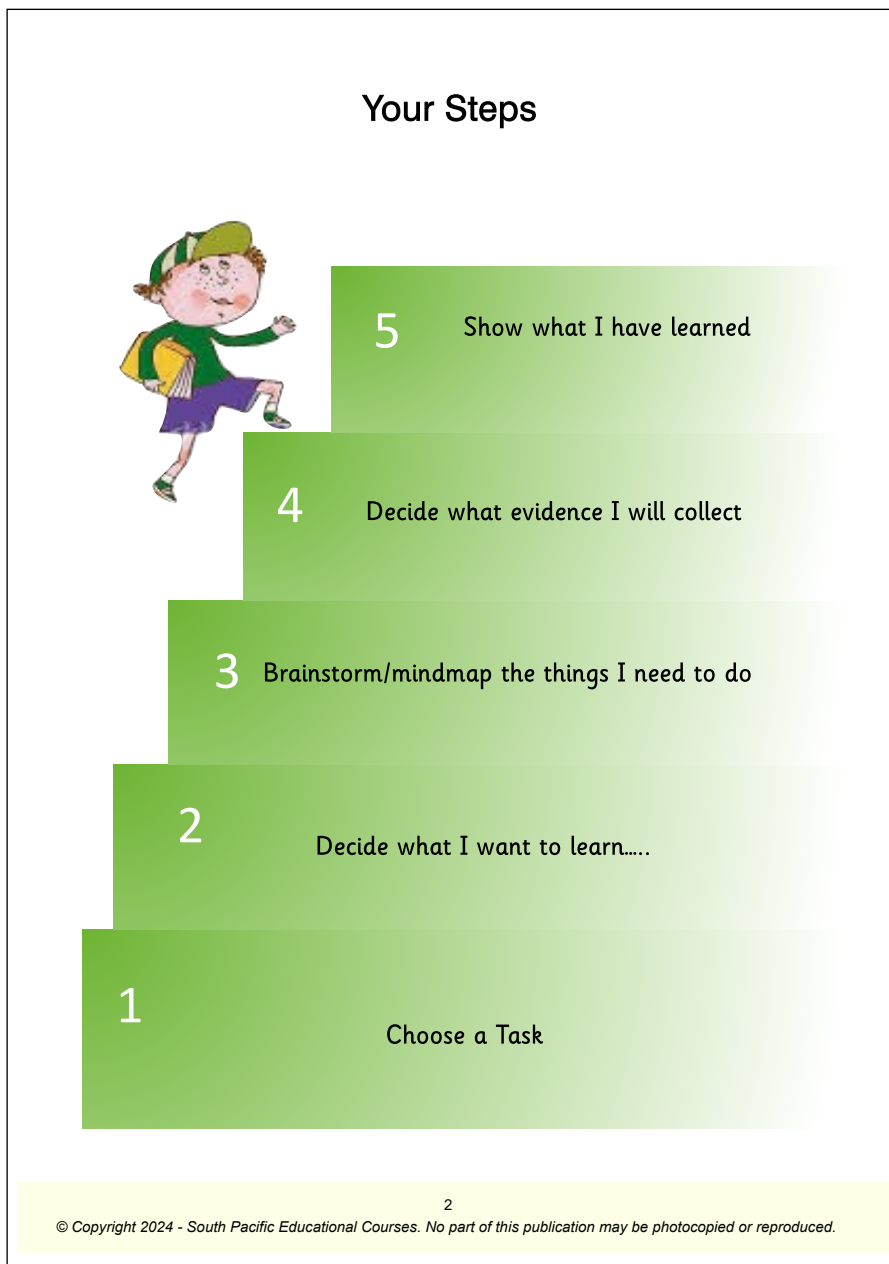 Your Steps
5 Show what I have learned
4 Decide what evidence I will collect
3 Brainstorm/mindmap the things I need to do
2 Decide what I want to learn.....
1 Choose a Task
2
© Copyright 2024 - South Pacific Educational Courses. No part of this publication may be photocopied or reproduced.